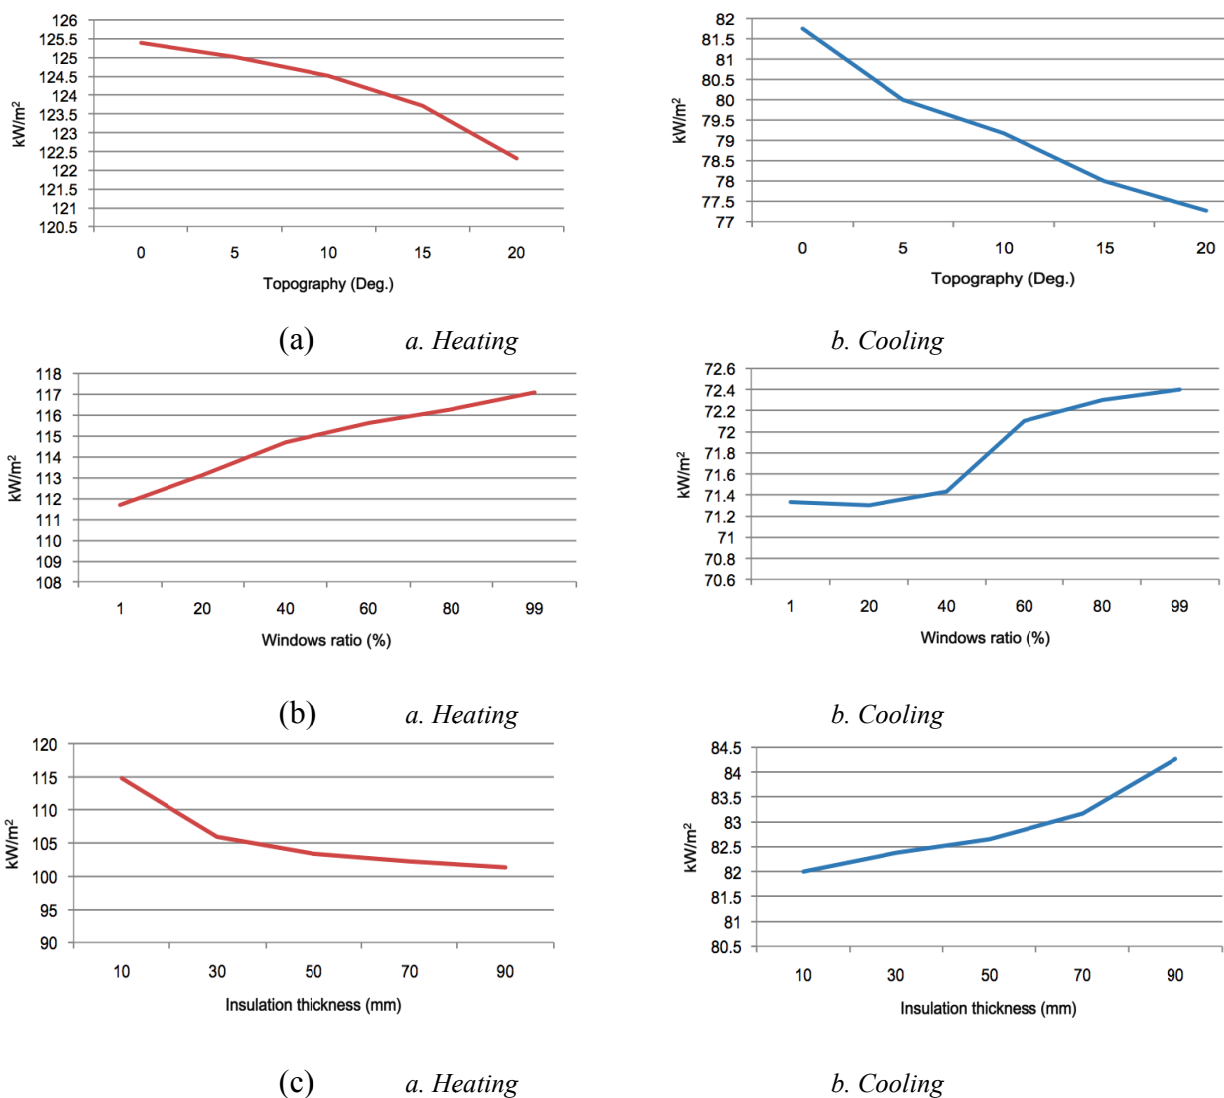 126
125.5
125
124.5
124
123.5
123
122.5
122
121.5
121
120.5
kW/m²
0 5 10 15 20
Topography (Deg.)
82
81.5
81
80.5
80
79.5
79
78.5
78
77.5
77
kW/m²
0 5 10 15 20
Topography (Deg.)
(a) a. Heating b. Cooling
118
117
116
115
114
113
112
111
110
109
108
kW/m²
1 20 40 60 80 99
Windows ratio (%)
72.6
72.4
72.2
72
71.8
71.6
71.4
71.2
71
70.8
70.6
kW/m²
1 20 40 60 80 99
Windows ratio (%)
(b) a. Heating b. Cooling
120
115
110
105
100
95
90
kW/m²
10 30 50 70 90
Insulation thickness (mm)
84.5
84
83.5
83
82.5
82
81.5
81
80.5
kW/m²
10 30 50 70 90
Insulation thickness (mm)
(c) a. Heating b. Cooling